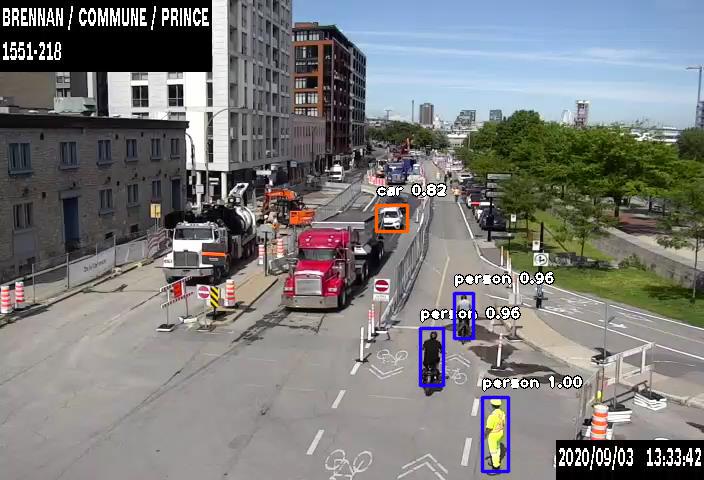 BRENNAN / COMMUNE / PRINCE
1551-218
car 0.82
person 0.96
person 0.96
person 1.00
2020/09/03 13:33:42